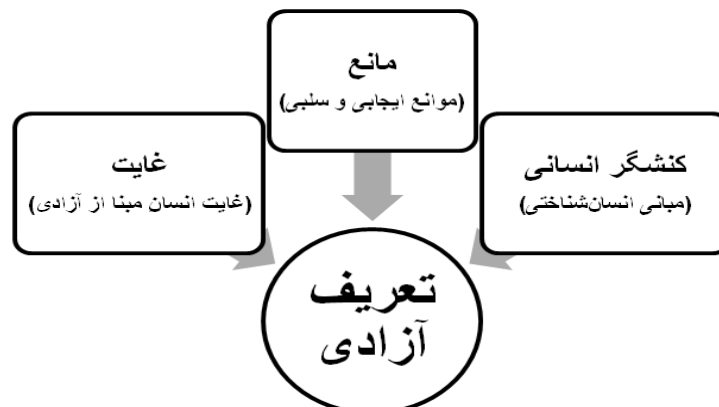 مانع
(موانع ایجابی و سلبی)
کنشگر انسانی
(مبانی انسان‌شناختی)
غایت
(غایت انسان مبنا از آزادی)
تعریف
آزادی